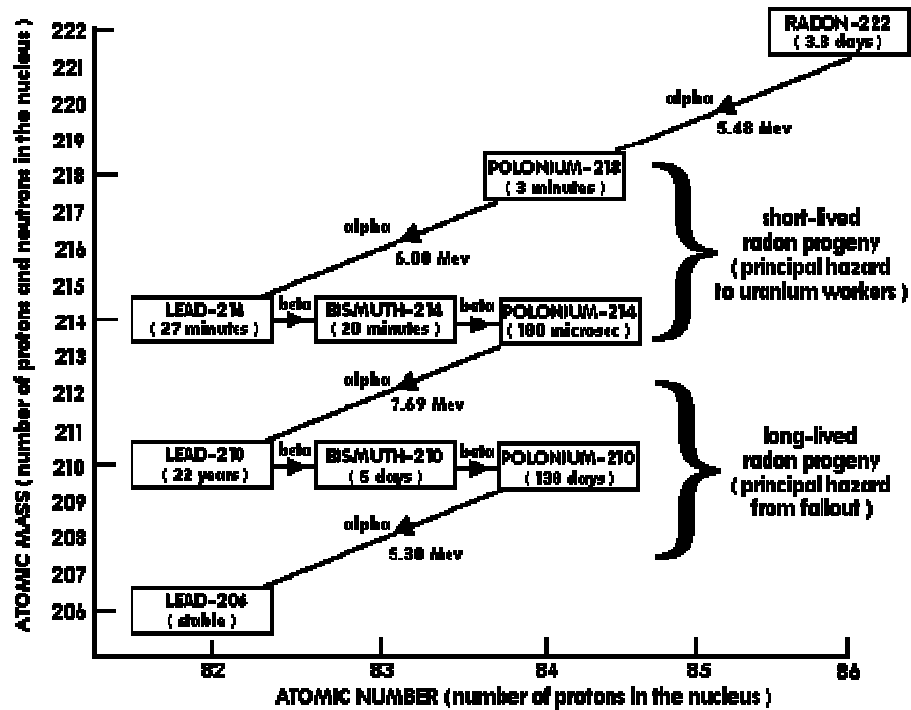 ATOMIC MASS (number of protons and neutrons in the nucleus)
222
221
220
219
218
217
216
215
214
213
212
211
210
209
208
207
206
RADON-222
(3.8 days)
alpha
5.48 Mev
POLONIUM-218
(3 minutes)
alpha
6.00 Mev
short-lived
radon progeny
(principal hazard
to uranium workers)
LEAD-214
(27 minutes)
beta
BISMUTH-214
(20 minutes)
beta
POLONIUM-214
(180 microsec)
alpha
7.69 Mev
LEAD-210
(22 years)
beta
BISMUTH-210
(5 days)
beta
POLONIUM-210
(138 days)
long-lived
radon progeny
(principal hazard
from fallout)
alpha
5.30 Mev
LEAD-206
(stable)
82
83
84
85
86
ATOMIC NUMBER (number of protons in the nucleus)